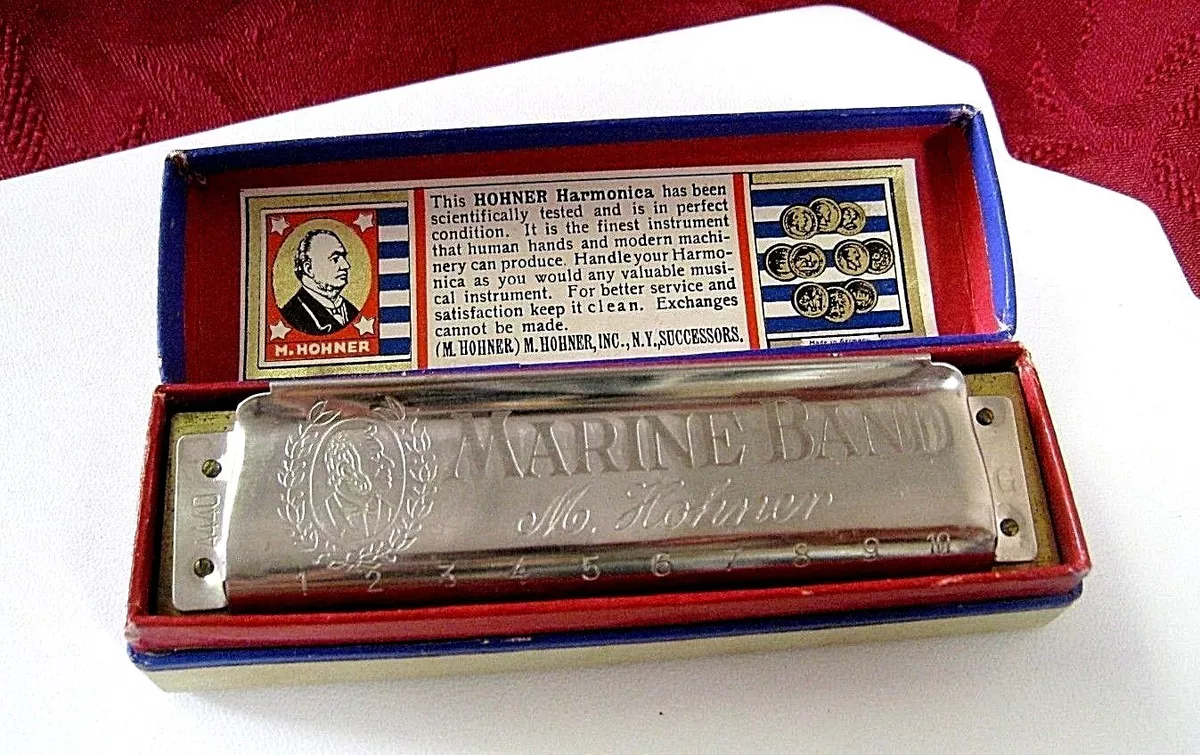 This HOHNER Harmonica has been
scientifically tested and is in perfect
condition. It is the finest instrument
that human hands and modern machi-
nery can produce. Handle your Harmo-
nica as you would any valuable musi-
cal instrument. For better service and
satisfaction keep it clean. Exchanges
cannot be made.
(M. HOHNER) M. HOHNER, INC., N.Y., SUCCESSORS.
M. HOHNER
MARINE BAND
M. Hohner
G
1 2 3 4 5 6 7 8 9 10